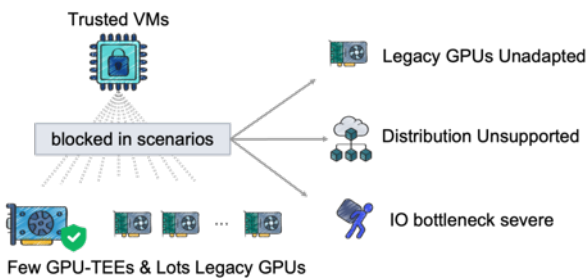 Trusted VMs
Legacy GPUs Unadapted
blocked in scenarios
Distribution Unsupported
...
IO bottleneck severe
Few GPU-TEEs & Lots Legacy GPUs